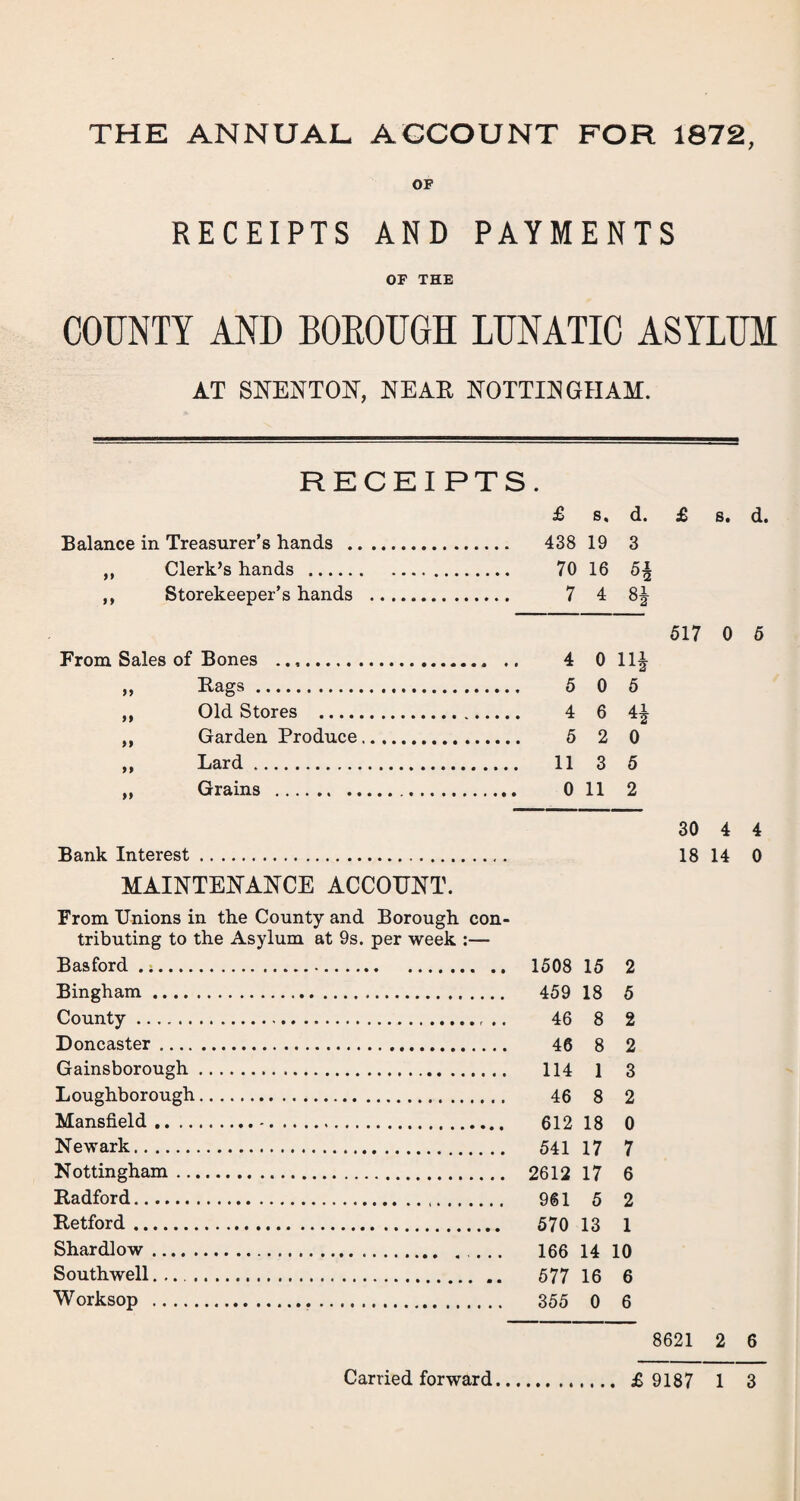 THE ANNUAL ACCOUNT FOR 1872,
OF
RECEIPTS AND PAYMENTS
OF THE
COUNTY AND BOROUGH LUNATIC ASYLUM
AT SNENTON, NEAR NOTTINGHAM.
RECEIPTS.
£ s. d. £ s. d.
Balance in Treasurer's hands .................. 438 19 3
,, Clerk's hands .................. 70 16 5½
,, Storekeeper's hands .................. 7 4 8½
517 0 5
From Sales of Bones .................. 4 0 11½
,, Rags .................. 5 0 5
,, Old Stores .................. 4 6 4½
,, Garden Produce .................. 5 2 0
,, Lard .................. 11 3 5
,, Grains .................. 0 11 2
30 4 4
Bank Interest .................. 18 14 0
MAINTENANCE ACCOUNT.
From Unions in the County and Borough con-
tributing to the Asylum at 9s. per week :—
Basford .................. 1508 15 2
Bingham .................. 459 18 5
County .................. 46 8 2
Doncaster .................. 46 8 2
Gainsborough .................. 114 1 3
Loughborough .................. 46 8 2
Mansfield .................. 612 18 0
Newark .................. 541 17 7
Nottingham .................. 2612 17 6
Radford .................. 961 5 2
Retford .................. 570 13 1
Shardlow .................. 166 14 10
Southwell .................. 577 16 6
Worksop .................. 355 0 6
8621 2 6
Carried forward ............ £ 9187 1 3